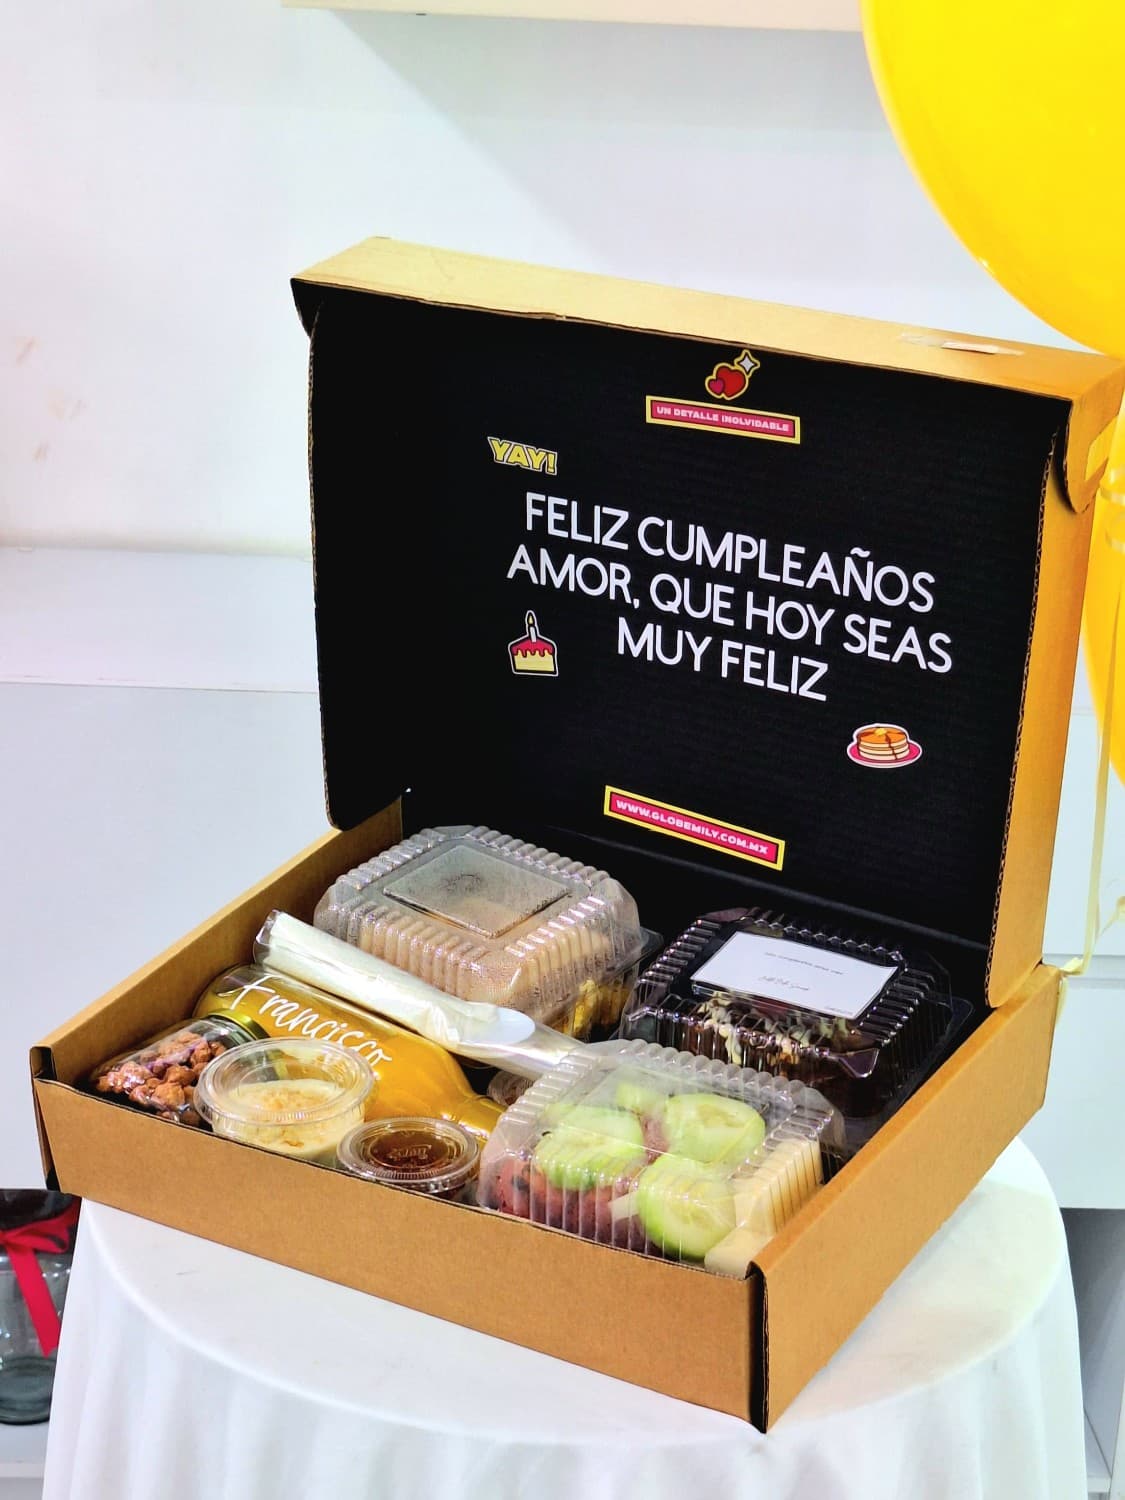 UN DETALLE INOLVIDABLE
YAY!
FELIZ CUMPLEAÑOS
AMOR, QUE HOY SEAS
MUY FELIZ
WWW.GLOBEMILY.COM.MX
Francisco